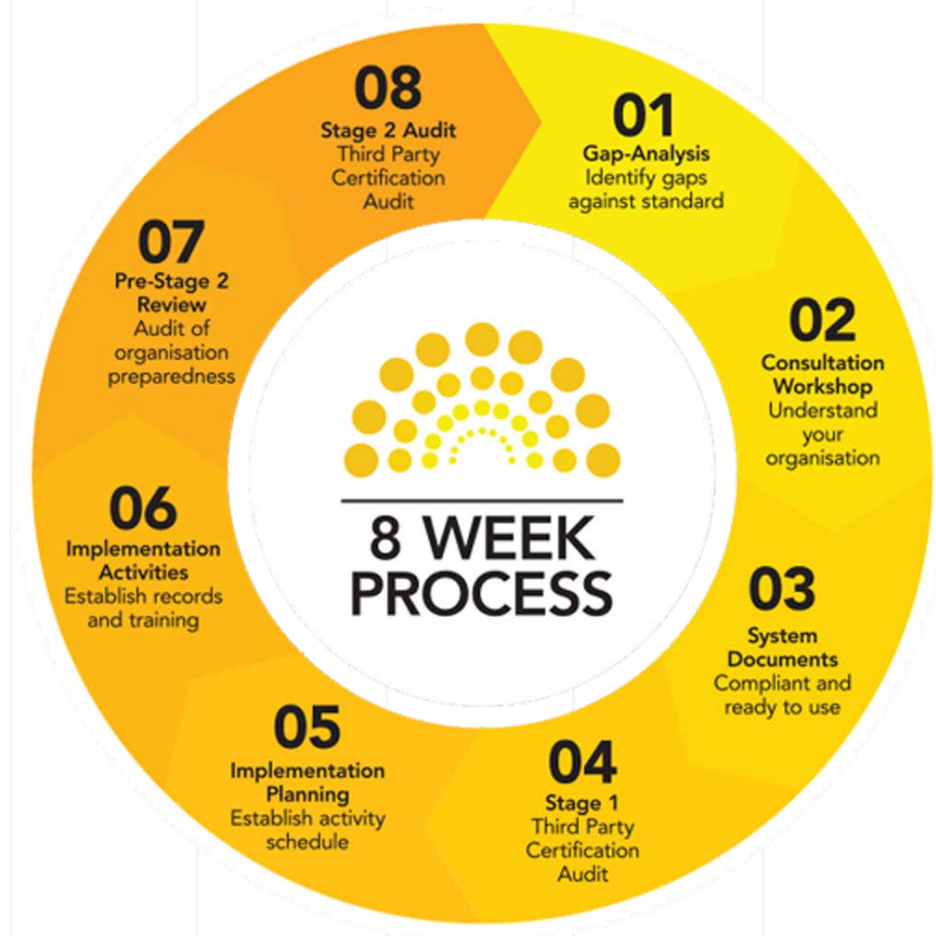 01
Gap-Analysis
Identify gaps
against standard
02
Consultation
Workshop
Understand
your
organisation
03
System
Documents
Compliant and
ready to use
04
Stage 1
Third Party
Certification
Audit
05
Implementation
Planning
Establish activity
schedule
06
Implementation
Activities
Establish records
and training
07
Pre-Stage 2
Review
Audit of
organisation
preparedness
08
Stage 2 Audit
Third Party
Certification
Audit
8 WEEK
PROCESS